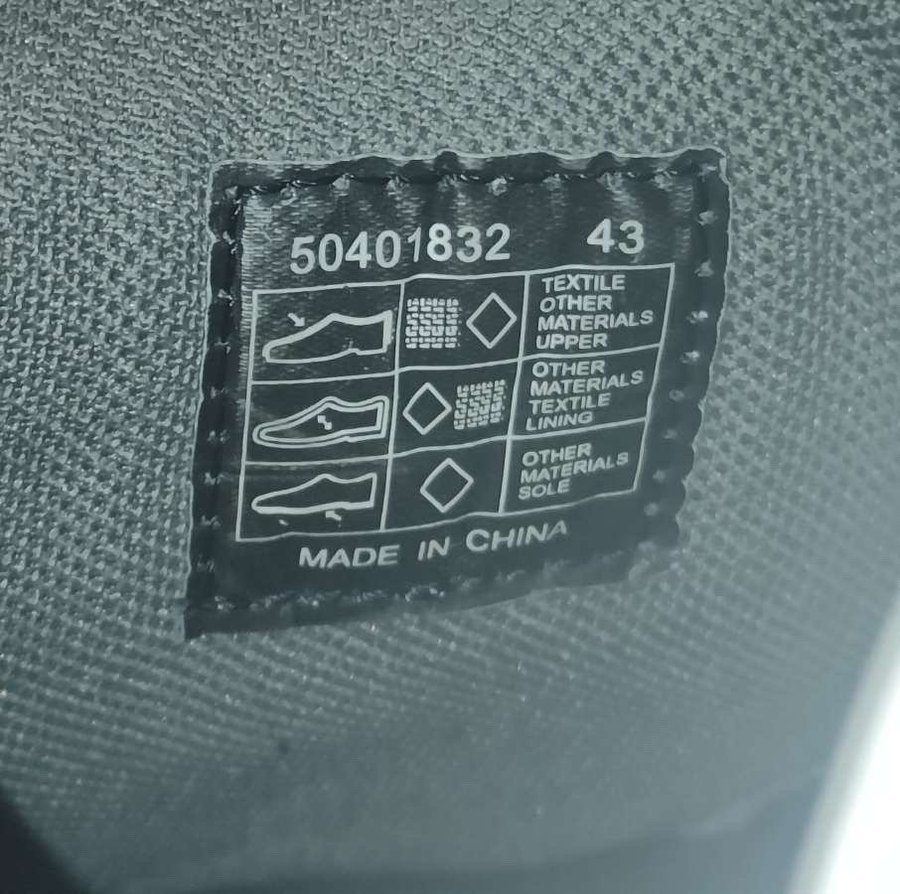 50401832 43
TEXTILE
OTHER
MATERIALS
UPPER
OTHER
MATERIALS
TEXTILE
LINING
OTHER
MATERIALS
SOLE
MADE IN CHINA